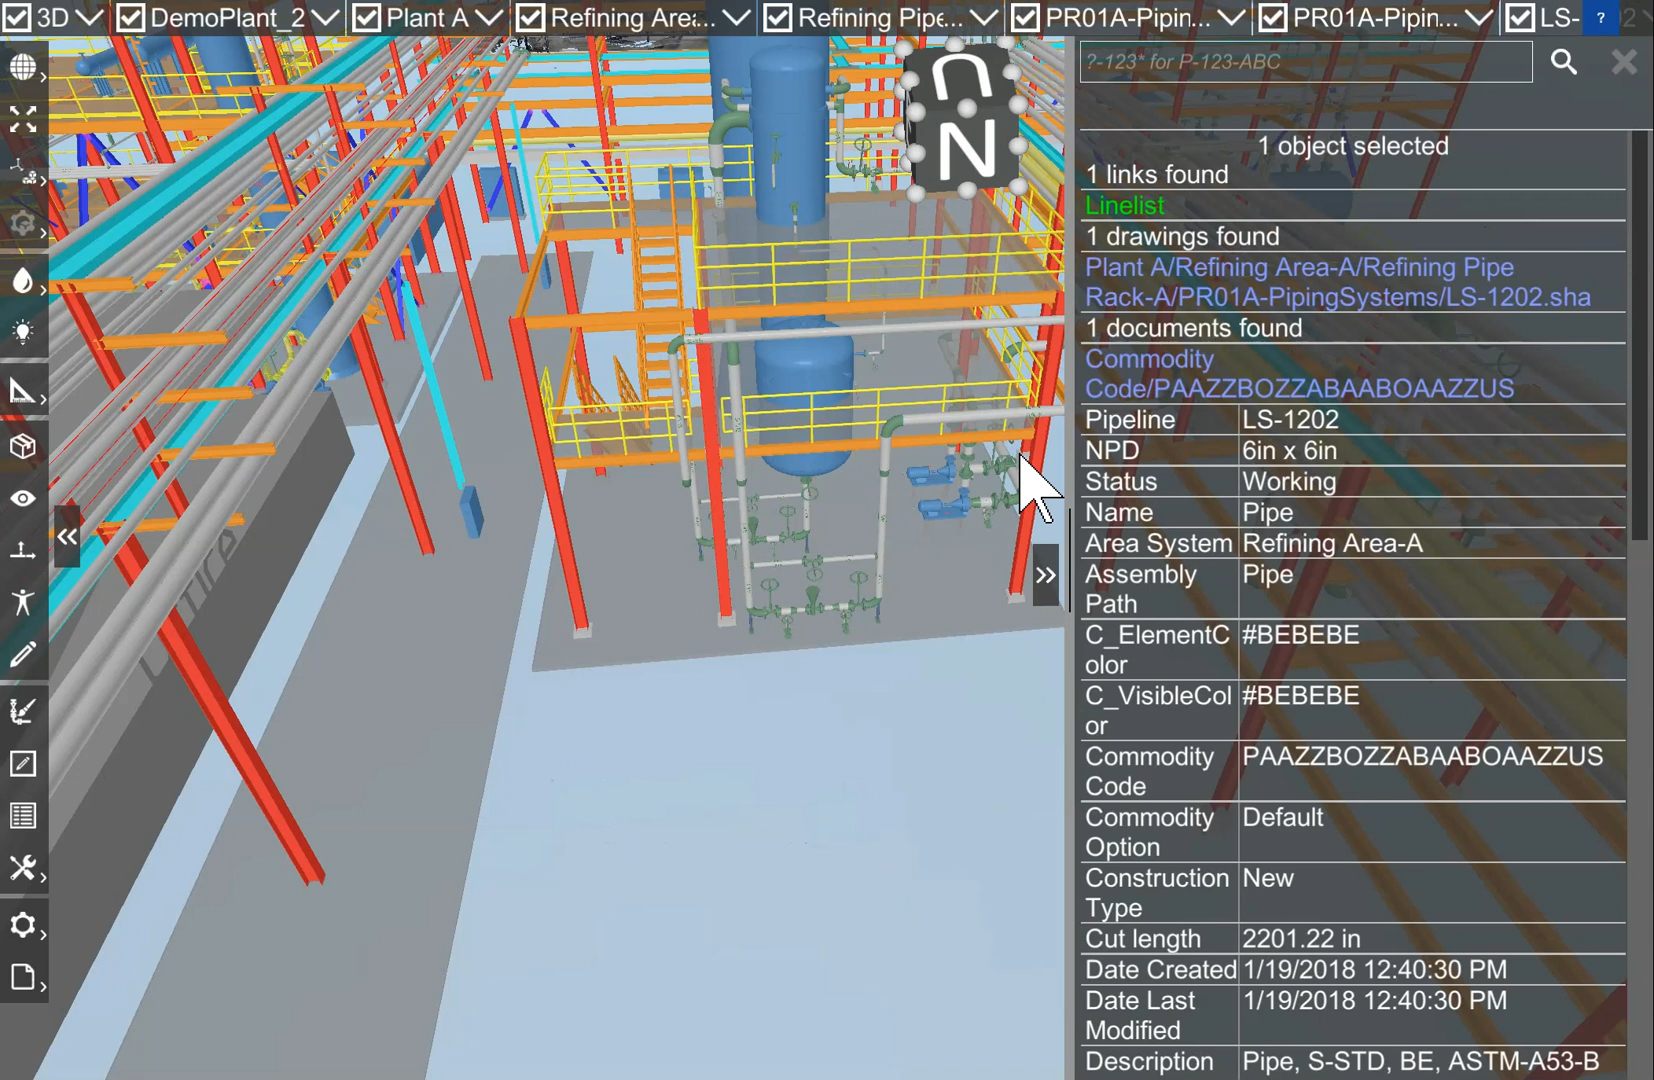 3D DemoPlant_2 Plant A Refining Area... Refining Pipe... PR01A-Pipin... PR01A-Pipin... LS- ?
?-123* for P-123-ABC
U
N
1 object selected
1 links found
Linelist
1 drawings found
Plant A/Refining Area-A/Refining Pipe
Rack-A/PR01A-PipingSystems/LS-1202.sha
1 documents found
Commodity
Code/PAAZZBOZZABAABOAAZZUS
Pipeline LS-1202
NPD 6in x 6in
Status Working
Name Pipe
Area System Refining Area-A
Assembly Pipe
Path
C_ElementC #BEBEBE
olor
C_VisibleCol #BEBEBE
or
Commodity PAAZZBOZZABAABOAAZZUS
Code
Commodity Default
Option
Construction New
Type
Cut length 2201.22 in
Date Created 1/19/2018 12:40:30 PM
Date Last 1/19/2018 12:40:30 PM
Modified
Description Pipe, S-STD, BE, ASTM-A53-B